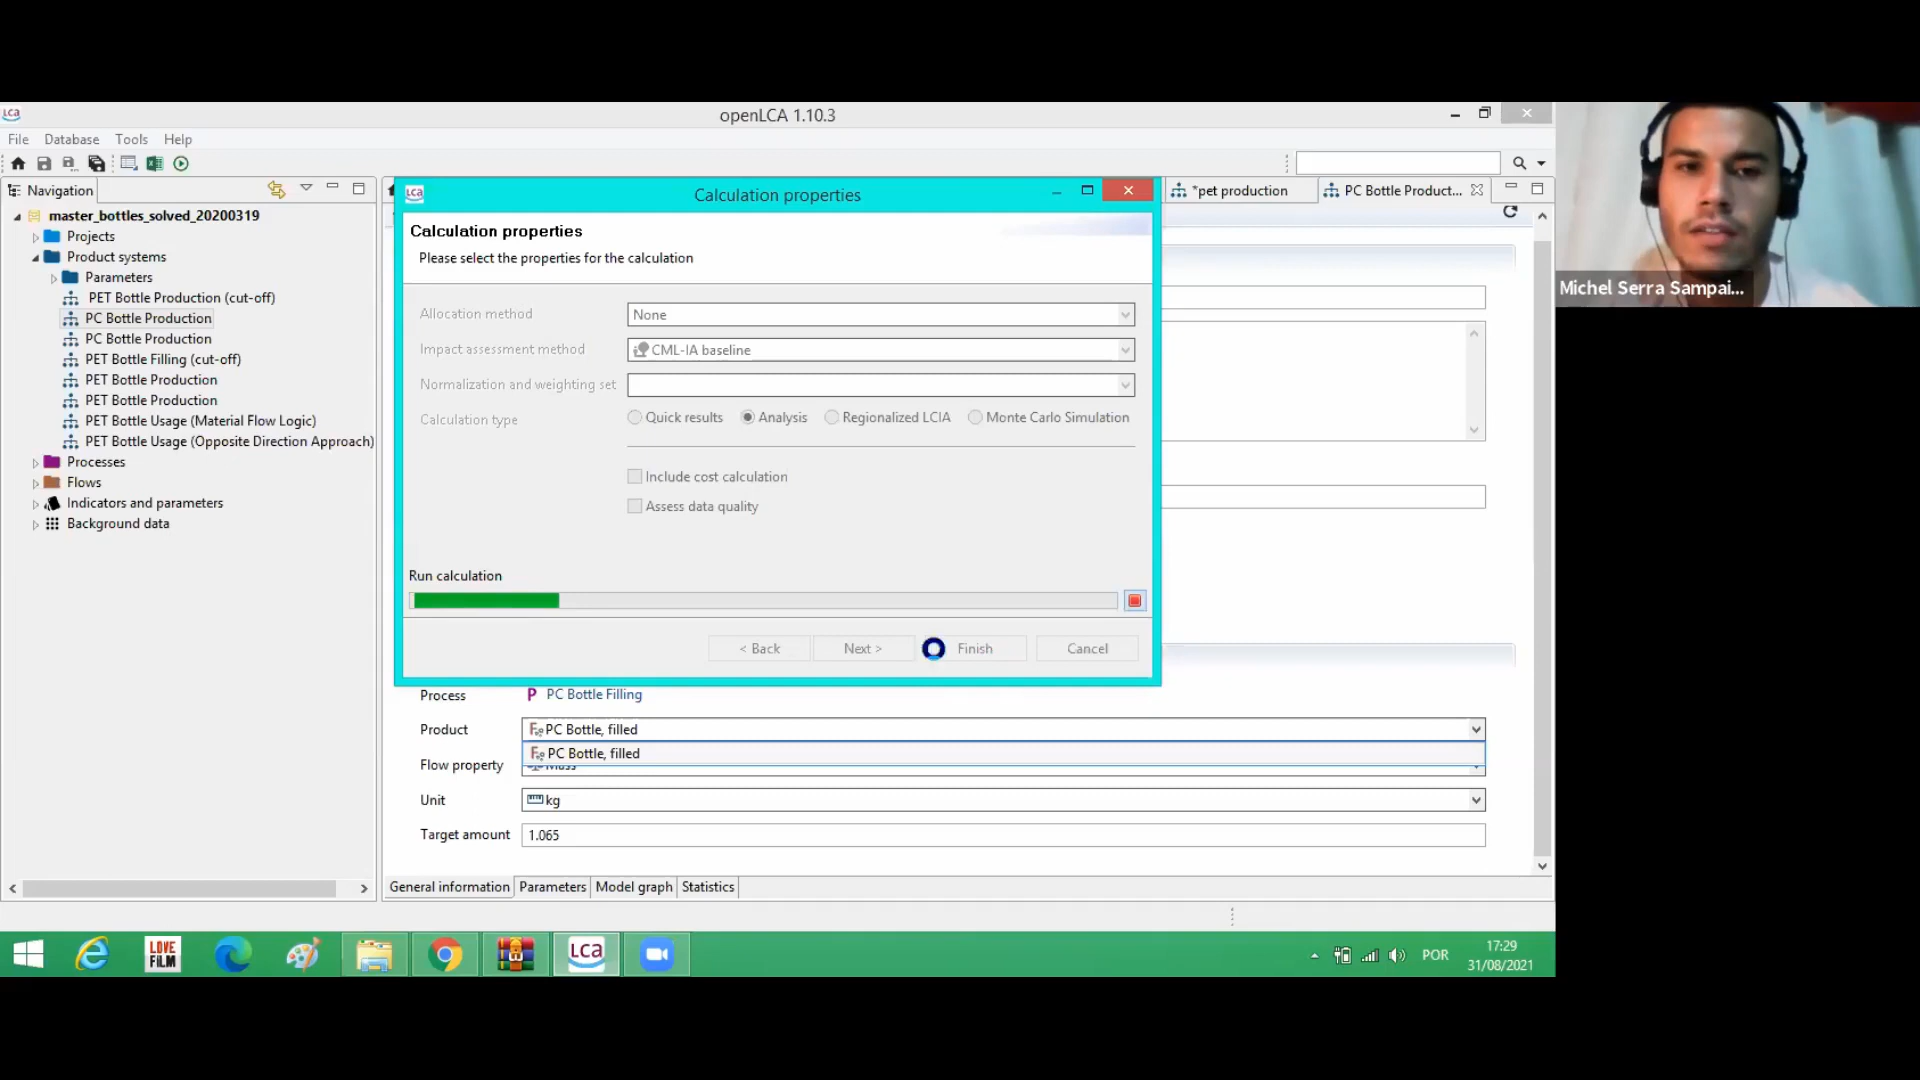 LCA
openLCA 1.10.3
File Database Tools Help
Navigation
*pet production
PC Bottle Product...
master_bottles_solved_20200319
Projects
Product systems
Parameters
PET Bottle Production (cut-off)
PC Bottle Production
PC Bottle Production
PET Bottle Filling (cut-off)
PET Bottle Production
PET Bottle Production
PET Bottle Usage (Material Flow Logic)
PET Bottle Usage (Opposite Direction Approach)
Processes
Flows
Indicators and parameters
Background data
LCA
Calculation properties
Calculation properties
Please select the properties for the calculation
Allocation method None
Impact assessment method CML-IA baseline
Normalization and weighting set
Calculation type Quick results Analysis Regionalized LCIA Monte Carlo Simulation
Include cost calculation
Assess data quality
Run calculation
< Back Next > Finish Cancel
Process P PC Bottle Filling
Product PC Bottle, filled
PC Bottle, filled
Flow property Mass
Unit kg
Target amount 1.065
General information Parameters Model graph Statistics
LOVE FiLM
LCA
POR
17:29
31/08/2021
Michel Serra Sampai...